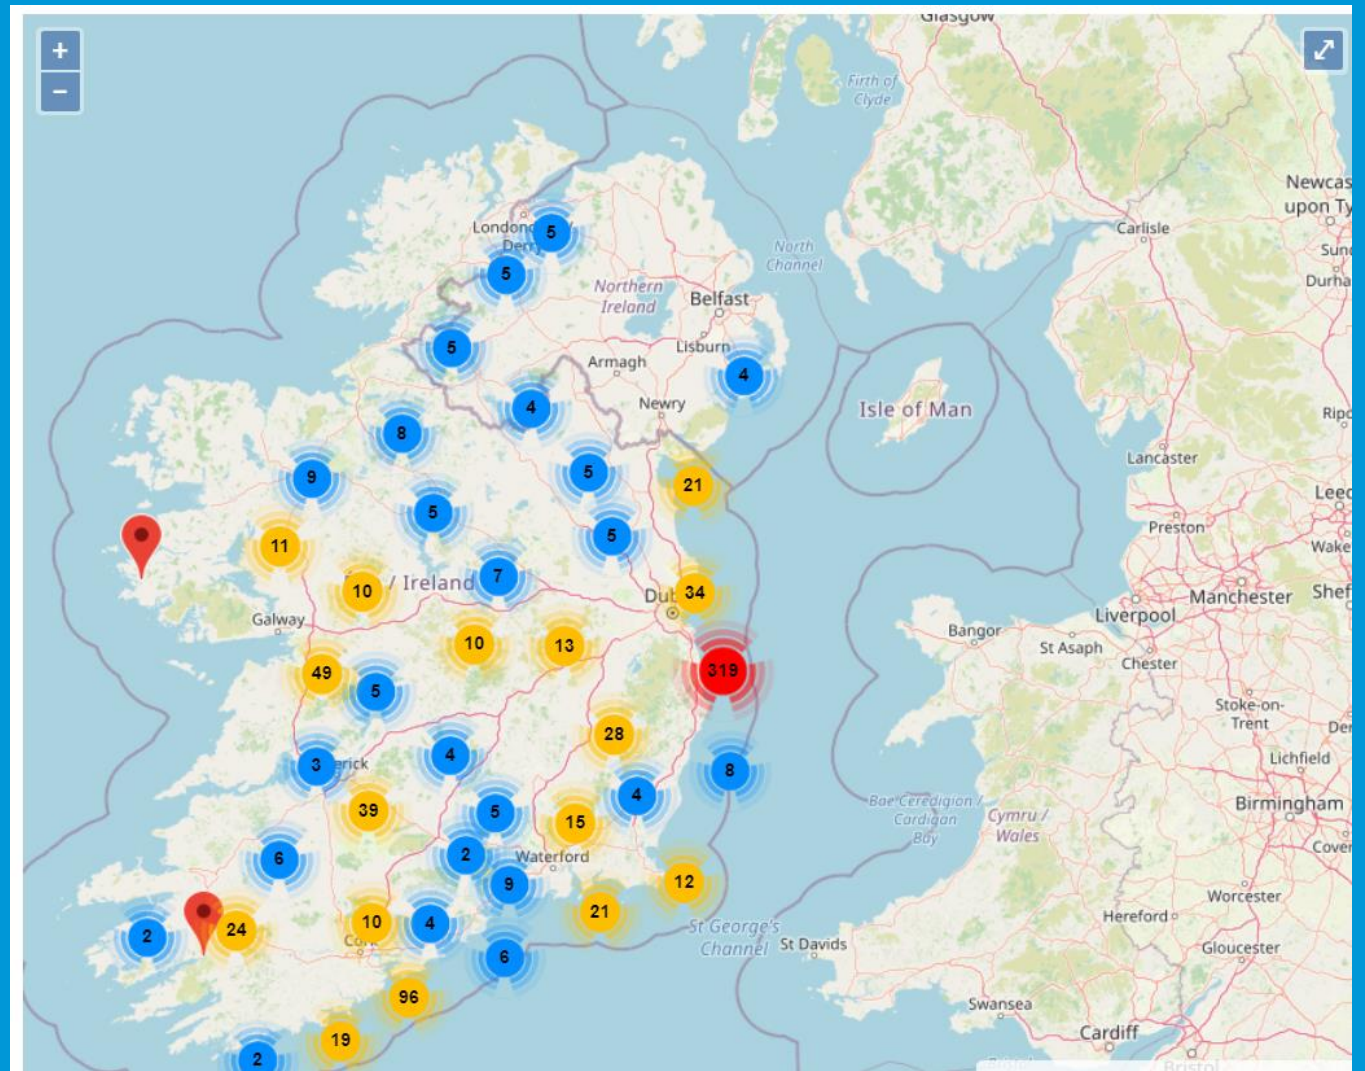 Glasgow
+
−
Firth of
Clyde
Newcas
upon Ty
Carlisle
Sund
Durha
North
Channel
London
Derry
5
5
Northern
Ireland
Belfast
Lisburn
5
Armagh
4
4
Newry
Isle of Man
Ripo
8
Lancaster
9
5
21
5
Leed
Preston
5
Wake
11
7
/ Ireland
10
34
Dub
Manchester
Shef
Liverpool
Galway
Bangor
St Asaph
Chester
10
13
319
49
5
Stoke-on-
Trent
Der
28
4
3
erick
8
Lichfield
4
39
5
15
Bae Ceredigion /
Cardigan
Bay
Cymru /
Wales
Birmingham
Cover
6
2
Waterford
9
12
Worcester
21
Hereford
2
24
10
4
Cork
St George's
Channel
St Davids
Gloucester
6
96
Swansea
19
Cardiff
2
Bristol
Bristol